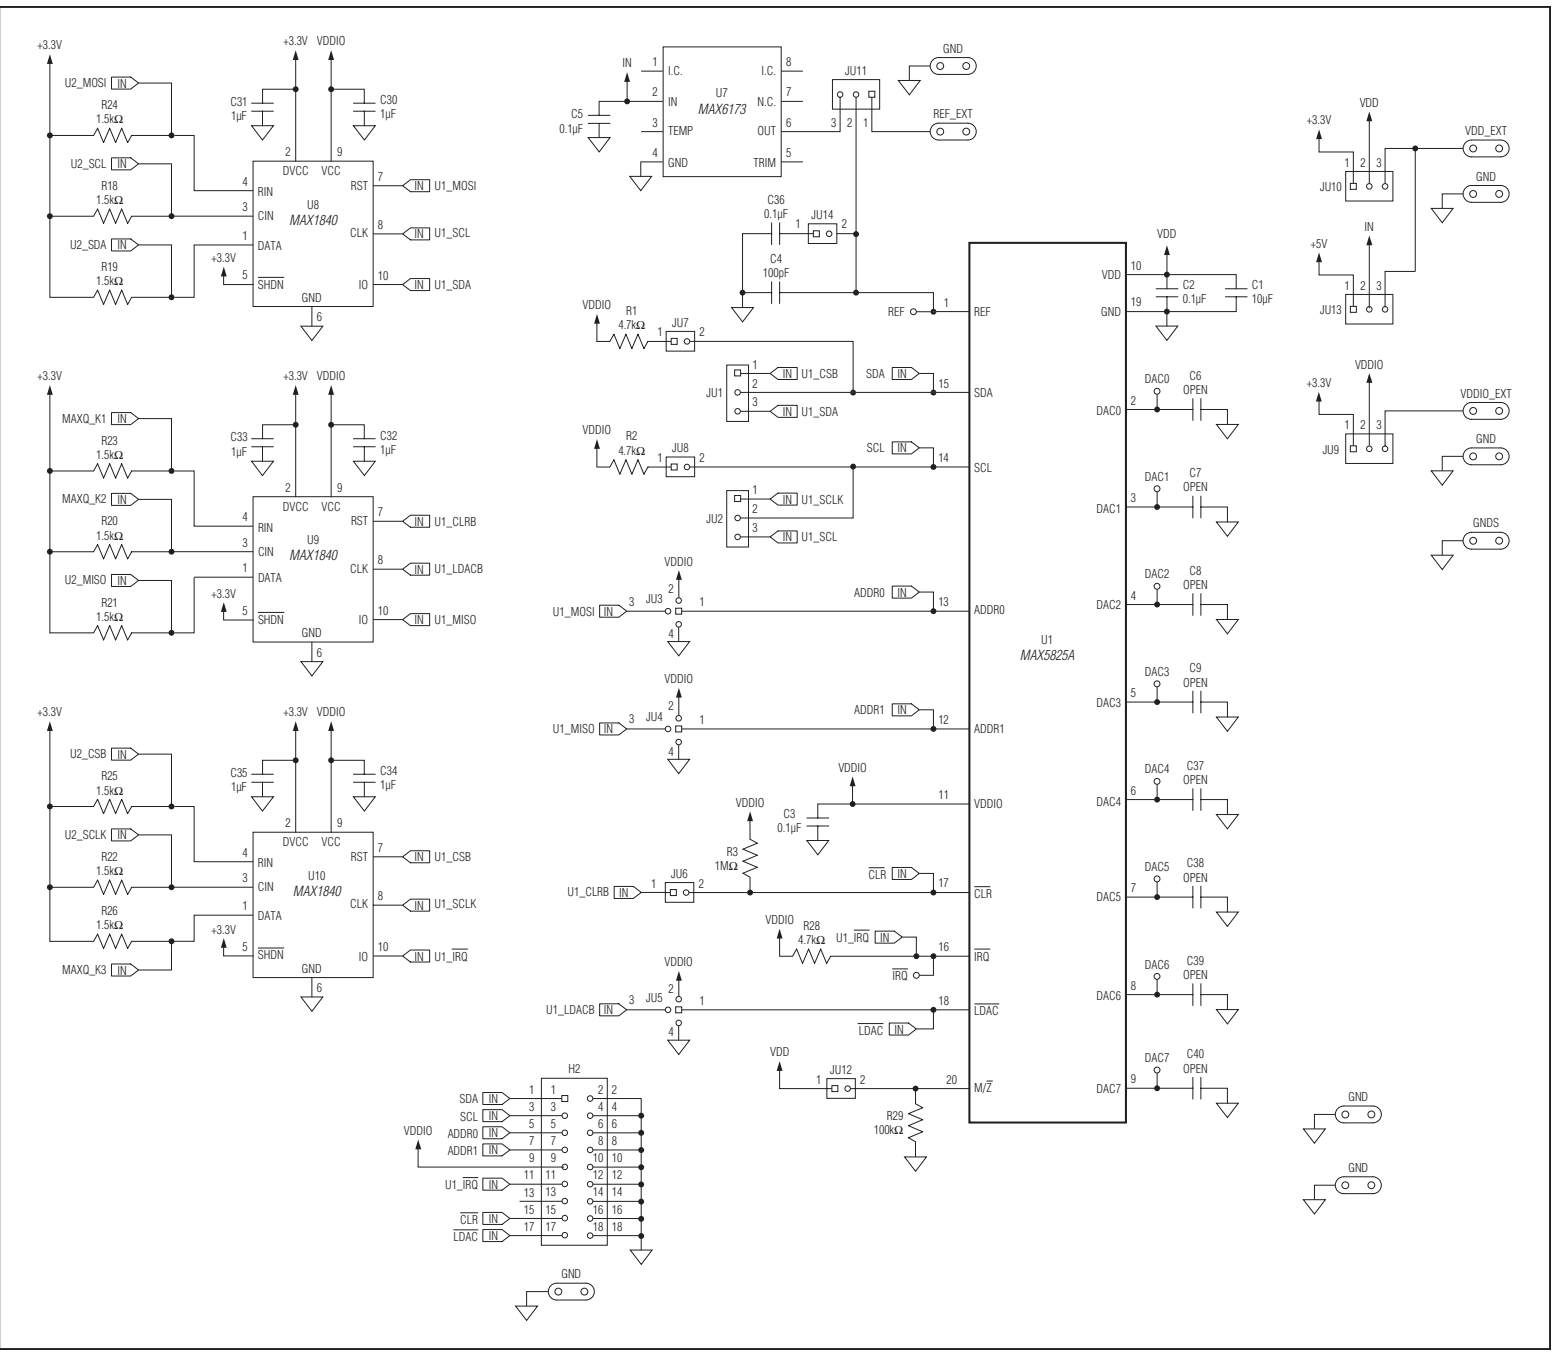 +3.3V
U2_MOSI IN
R24
1.5kΩ
U2_SCL IN
R18
1.5kΩ
U2_SDA IN
R19
1.5kΩ
+3.3V VDDIO
C31
1µF
C30
1µF
2 9
DVCC VCC
4 RIN
3 CIN
1 DATA
+3.3V
5 SHDN
U8
MAX1840
RST 7 IN U1_MOSI
CLK 8 IN U1_SCL
IO 10 IN U1_SDA
GND
6
+3.3V
MAXQ_K1 IN
R23
1.5kΩ
MAXQ_K2 IN
R20
1.5kΩ
U2_MISO IN
R21
1.5kΩ
+3.3V VDDIO
C33
1µF
C32
1µF
2 9
DVCC VCC
4 RIN
3 CIN
1 DATA
+3.3V
5 SHDN
U9
MAX1840
RST 7 IN U1_CLRB
CLK 8 IN U1_LDACB
IO 10 IN U1_MISO
GND
6
+3.3V
U2_CSB IN
R25
1.5kΩ
U2_SCLK IN
R22
1.5kΩ
R26
1.5kΩ
MAXQ_K3 IN
+3.3V VDDIO
C35
1µF
C34
1µF
2 9
DVCC VCC
4 RIN
3 CIN
1 DATA
+3.3V
5 SHDN
U10
MAX1840
RST 7 IN U1_CSB
CLK 8 IN U1_SCLK
IO 10 IN U1_IRQ
GND
6
IN
C5
0.1µF
1 I.C.
2 IN
3 TEMP
4 GND
U7
MAX6173
I.C. 8
N.C. 7
OUT 6
TRIM 5
JU11
3 2 1
GND
REF_EXT
C36
0.1µF
1 JU14 2
C4
100pF
REF
1 REF
VDDIO
R1
4.7kΩ
1 JU7 2
JU1
1 IN U1_CSB
2
3 IN U1_SDA
SDA IN
15 SDA
VDDIO
R2
4.7kΩ
1 JU8 2
JU2
1 IN U1_SCLK
2
3 IN U1_SCL
SCL IN
14 SCL
VDDIO
2
U1_MOSI IN 3 JU3 1
4
ADDR0 IN
13 ADDR0
VDDIO
2
U1_MISO IN 3 JU4 1
4
ADDR1 IN
12 ADDR1
VDDIO
C3
0.1µF
11 VDDIO
VDDIO
R3
1MΩ
U1_CLRB IN 1 JU6 2
CLR IN
17 CLR
VDDIO
R28
4.7kΩ
U1_IRQ IN
IRQ
16 IRQ
VDDIO
2
U1_LDACB IN 3 JU5 1
4
LDAC IN
18 LDAC
VDD
1 JU12 2
R29
100kΩ
20 M/Z
U1
MAX5825A
VDD
VDD 10
GND 19
C2
0.1µF
C1
10µF
DAC0 2
DAC0
C6
OPEN
DAC1 3
DAC1
C7
OPEN
DAC2 4
DAC2
C8
OPEN
DAC3 5
DAC3
C9
OPEN
DAC4 6
DAC4
C37
OPEN
DAC5 7
DAC5
C38
OPEN
DAC6 8
DAC6
C39
OPEN
DAC7 9
DAC7
C40
OPEN
VDD
+3.3V
1 2 3
JU10
VDD_EXT
GND
IN
+5V
1 2 3
JU13
VDDIO
+3.3V
1 2 3
JU9
VDDIO_EXT
GND
GNDS
GND
GND
H2
SDA IN 1 1 2 2
SCL IN 3 3 4 4
ADDR0 IN 5 5 6 6
ADDR1 IN 7 7 8 8
VDDIO
9 9 10 10
U1_IRQ IN 11 11 12 12
13 13 14 14
CLR IN 15 15 16 16
LDAC IN 17 17 18 18
GND